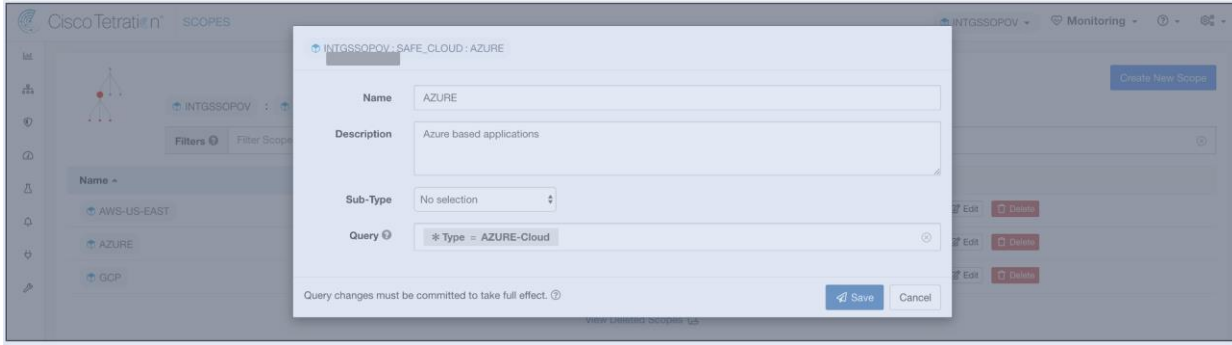 Cisco Tetration SCOPES
INTGSSOPOV Monitoring
INTGSSOPOV : SAFE_CLOUD : AZURE
Create New Scope
INTGSSOPOV :
Name AZURE
Filters Filter Scope
Description Azure based applications
Name
Sub-Type No selection
AWS-US-EAST
Edit Delete
Query * Type = AZURE-Cloud
AZURE
Edit Delete
GCP
Edit Delete
Query changes must be committed to take full effect.
Save Cancel
View Deleted Scopes